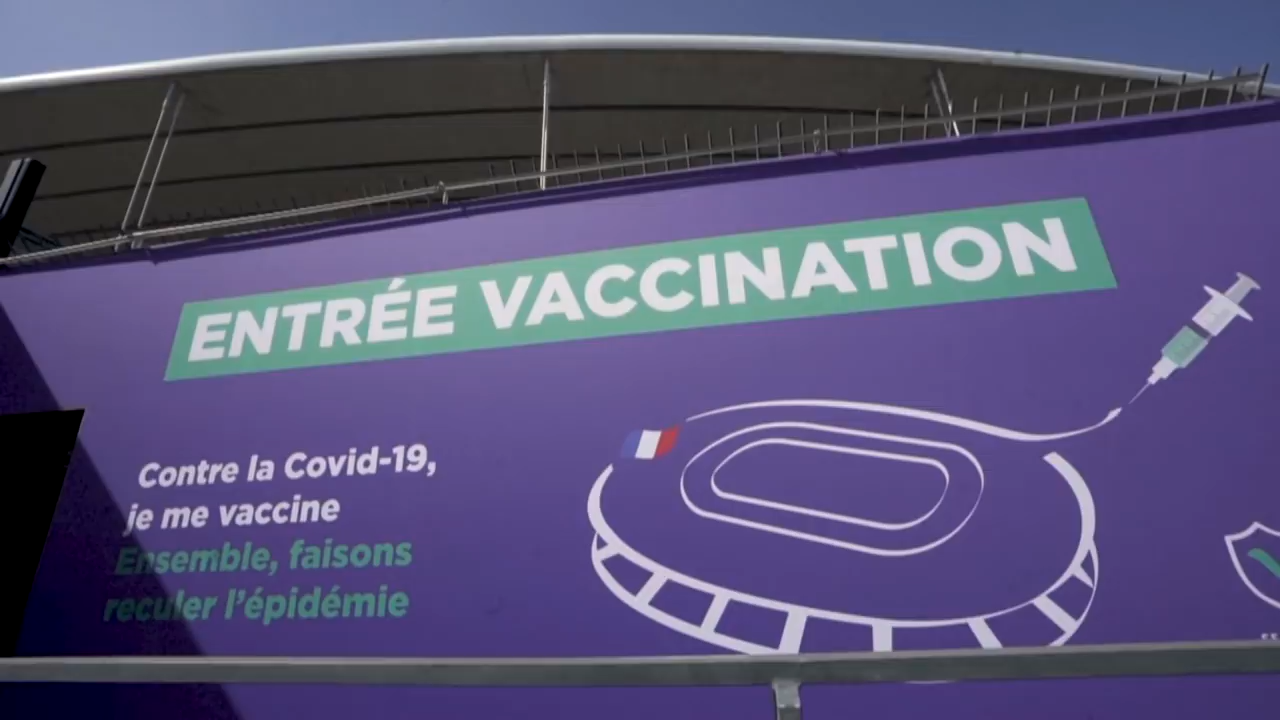 ENTRÉE VACCINATION
Contre la Covid-19,
je me vaccine
Ensemble, faisons
reculer l'épidémie